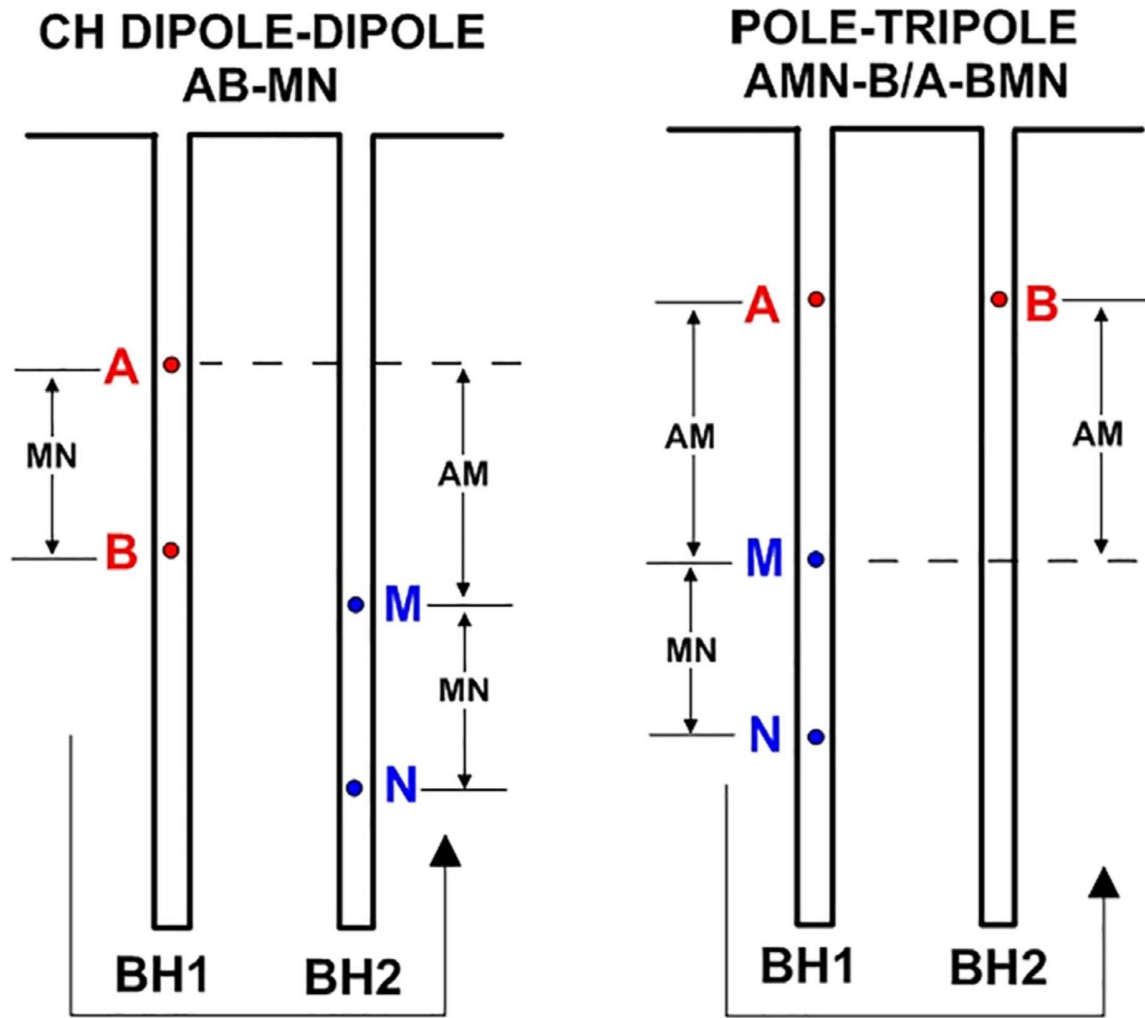 CH DIPOLE-DIPOLE
AB-MN
A
MN
B
AM
M
MN
N
BH1
BH2
POLE-TRIPOLE
AMN-B/A-BMN
A
B
AM
AM
M
MN
N
BH1
BH2